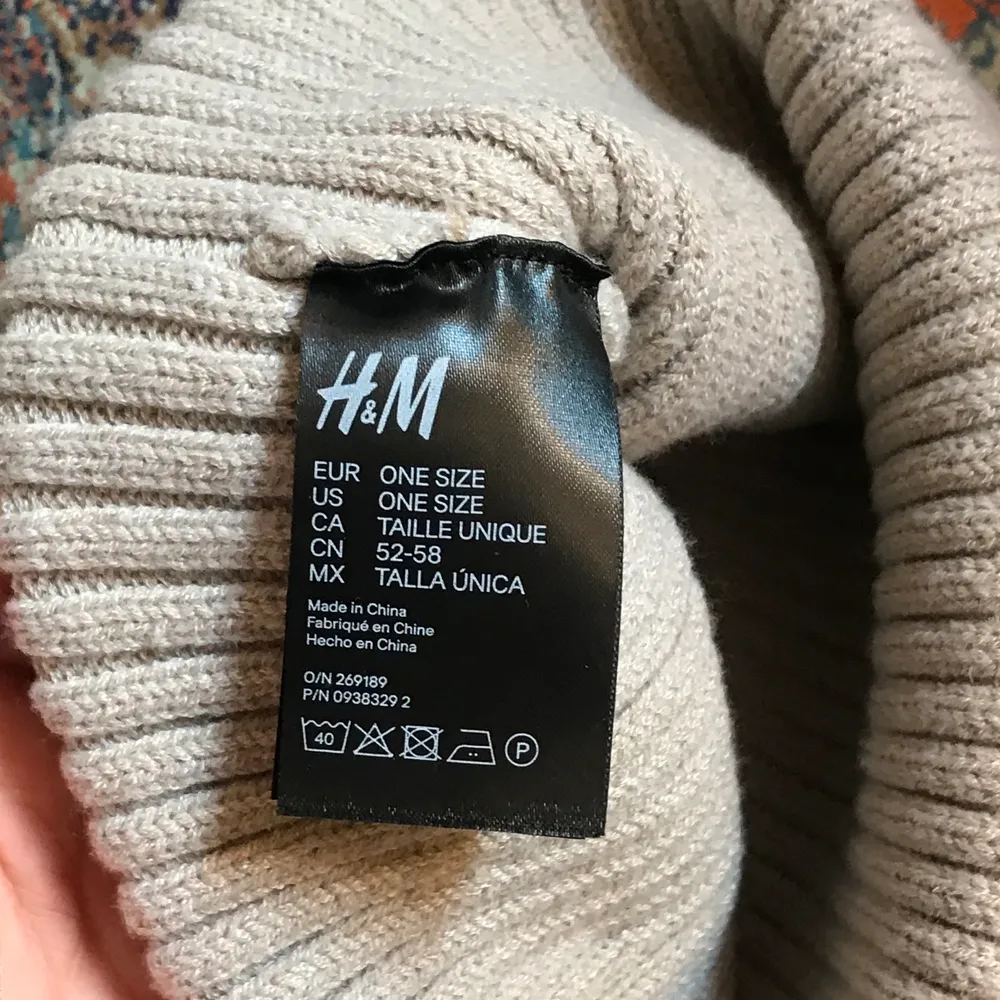 H&M
EUR ONE SIZE
US ONE SIZE
CA TAILLE UNIQUE
CN 52-58
MX TALLA ÚNICA
Made in China
Fabriqué en Chine
Hecho en China
O/N 269189
P/N 0938329 2
40 P